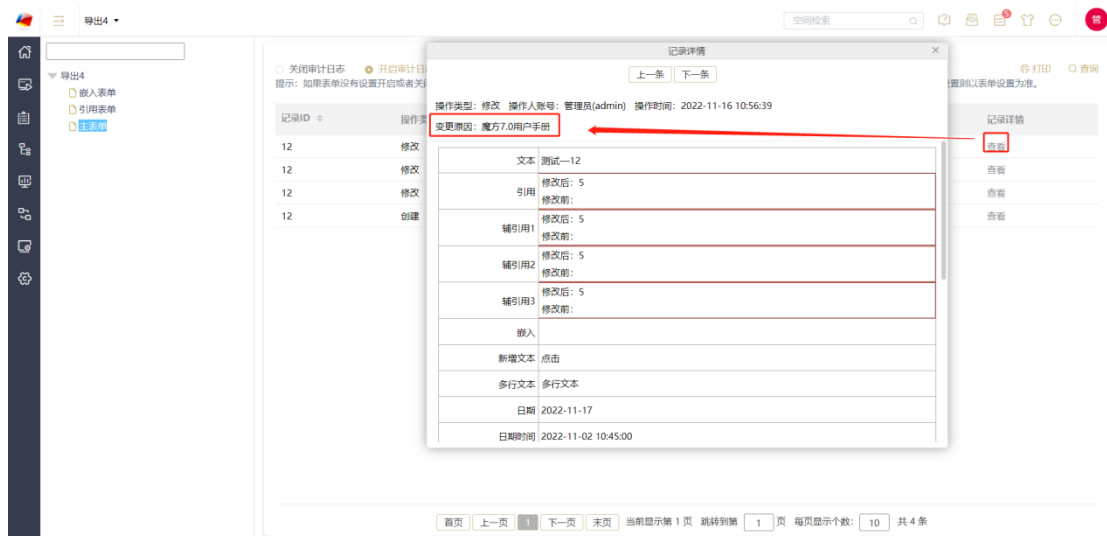 导出4
空间检索
5
管
导出4
嵌入表单
引用表单
主表单
关闭审计日志 开启审计日
打印 查询
提示：如果表单没有设置开启或者关
置则以表单设置为准。
记录ID 操作类 记录详情
12 修改 查看
12 修改 查看
12 修改 查看
12 创建 查看
记录详情
上一条 下一条
操作类型：修改 操作人账号：管理员(admin) 操作时间：2022-11-16 10:56:39
变更原因：魔方7.0用户手册
文本 测试—12
引用 修改后：5
修改前：
辅引用1 修改后：5
修改前：
辅引用2 修改后：5
修改前：
辅引用3 修改后：5
修改前：
嵌入
新增文本 点击
多行文本 多行文本
日期 2022-11-17
日期时间 2022-11-02 10:45:00
首页 上一页 1 下一页 末页 当前显示第 1 页 跳转到第 1 页 每页显示个数： 10 共 4 条